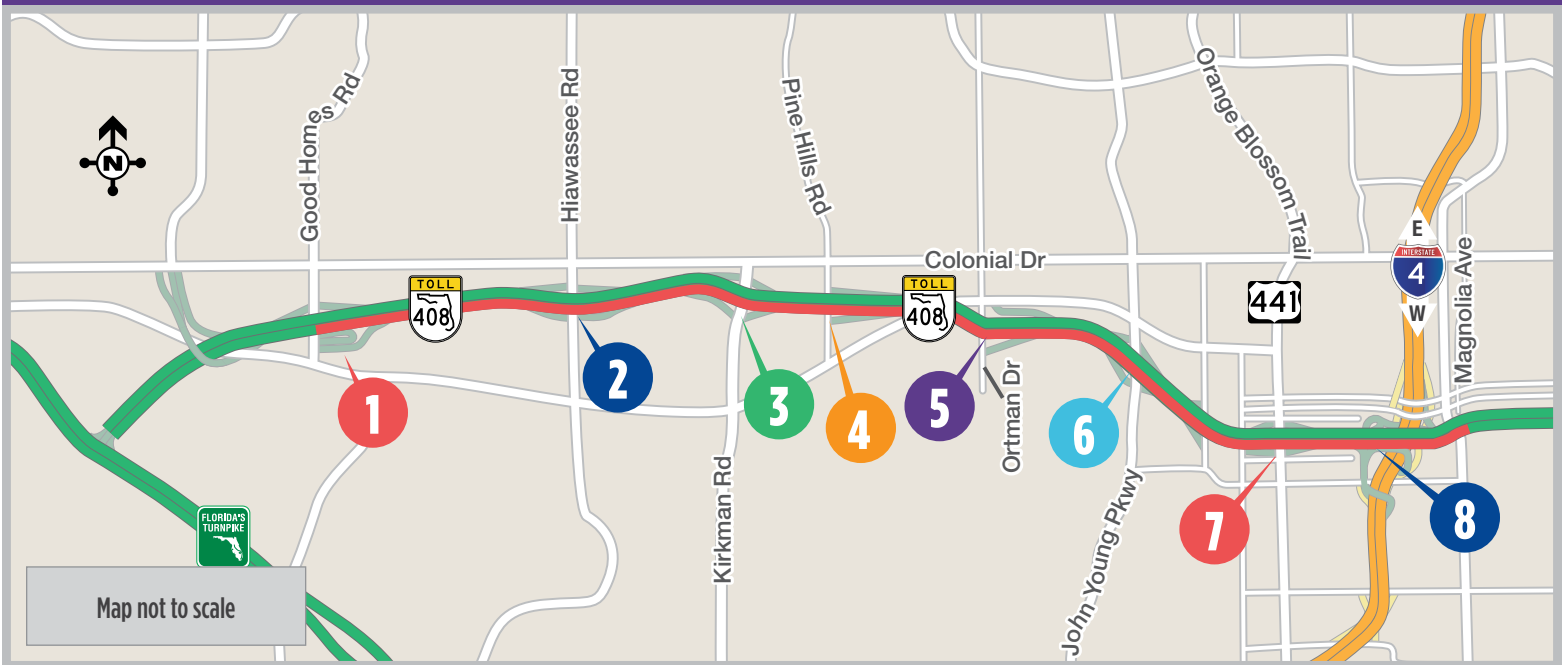 N
Good Homes Rd
Hiawassee Rd
Pine Hills Rd
Orange Blossom Trail
Colonial Dr
TOLL
408
TOLL
408
441
E
INTERSTATE
4
W
Magnolia Ave
1
2
3
4
5
6
7
8
Ortman Dr
Kirkman Rd
John Young Pkwy
FLORIDA'S
TURNPIKE
Map not to scale